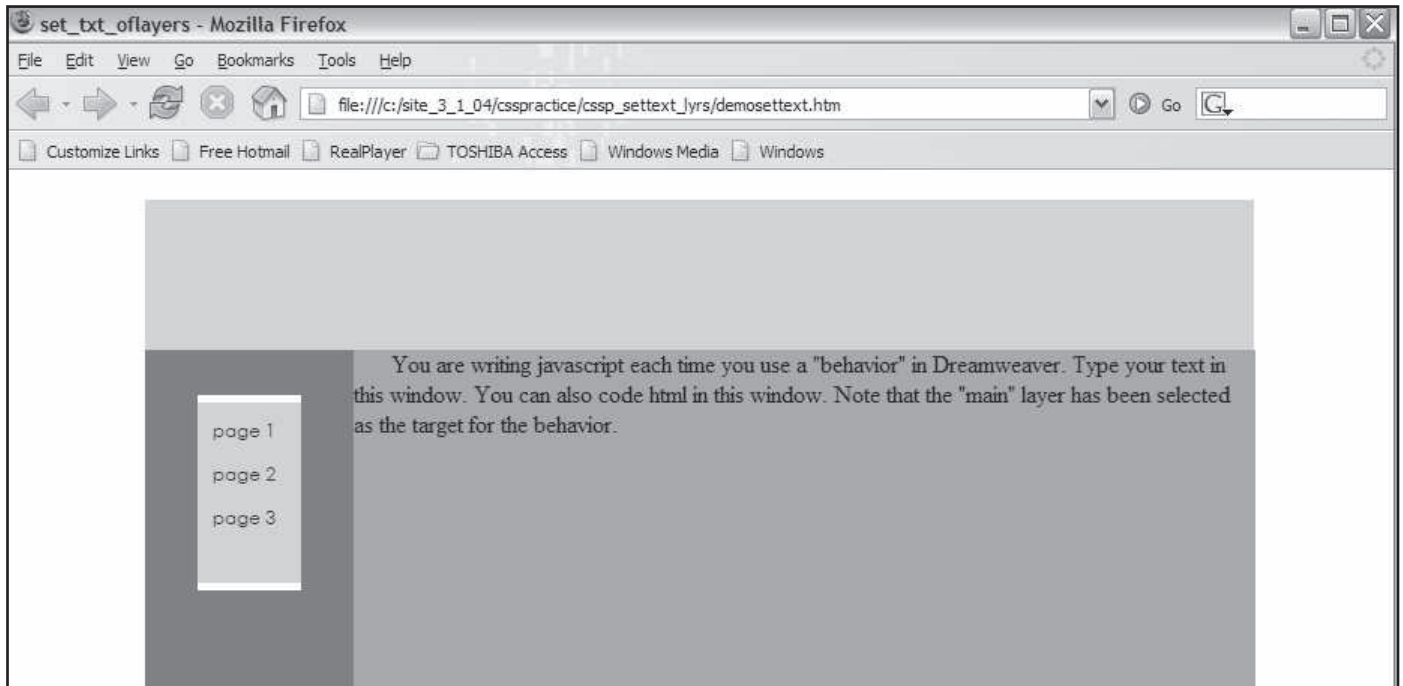 set_txt_oflayers - Mozilla Firefox
File Edit View Go Bookmarks Tools Help
file:///c:/site_3_1_04/csspractice/cssp_settext_lyrs/demosettext.htm Go G
Customize Links Free Hotmail RealPlayer TOSHIBA Access Windows Media Windows
You are writing javascript each time you use a "behavior" in Dreamweaver. Type your text in
this window. You can also code html in this window. Note that the "main" layer has been selected
as the target for the behavior.
page 1
page 2
page 3